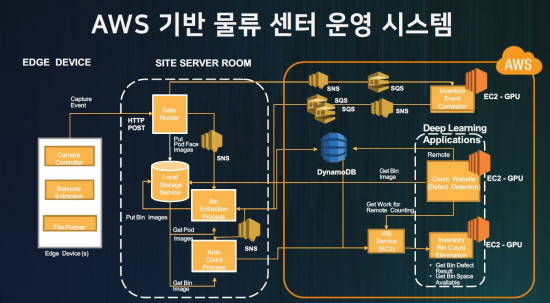 AWS 기반 물류 센터 운영 시스템
EDGE DEVICE
SITE SERVER ROOM
AWS
Capture
Event
HTTP
POST
Data
Router
Put
Pod Face
Images
SNS
SNS
SQS
SQS
SQS
SNS
Inventory
Event
Correlator
EC2 - GPU
Camera
Controller
Barcode
Extraction
File Pusher
Edge Device(s)
Local
Storage
Service
Put Bin Images
Bin
Extraction
Process
Get Pod
Images
SNS
Auto
Count
Process
Get Bin
Image
DynamoDB
Deep Learning
Applications
Remote
Get Bin
Image
Count Website
(Defect Detection)
EC2 - GPU
Get Work for
Remote Counting
VBI
Service
(EC2)
Inventory
Bin Count
Elimination
EC2 - GPU
• Get Bin Defect
Result
• Get Bin Space
Available